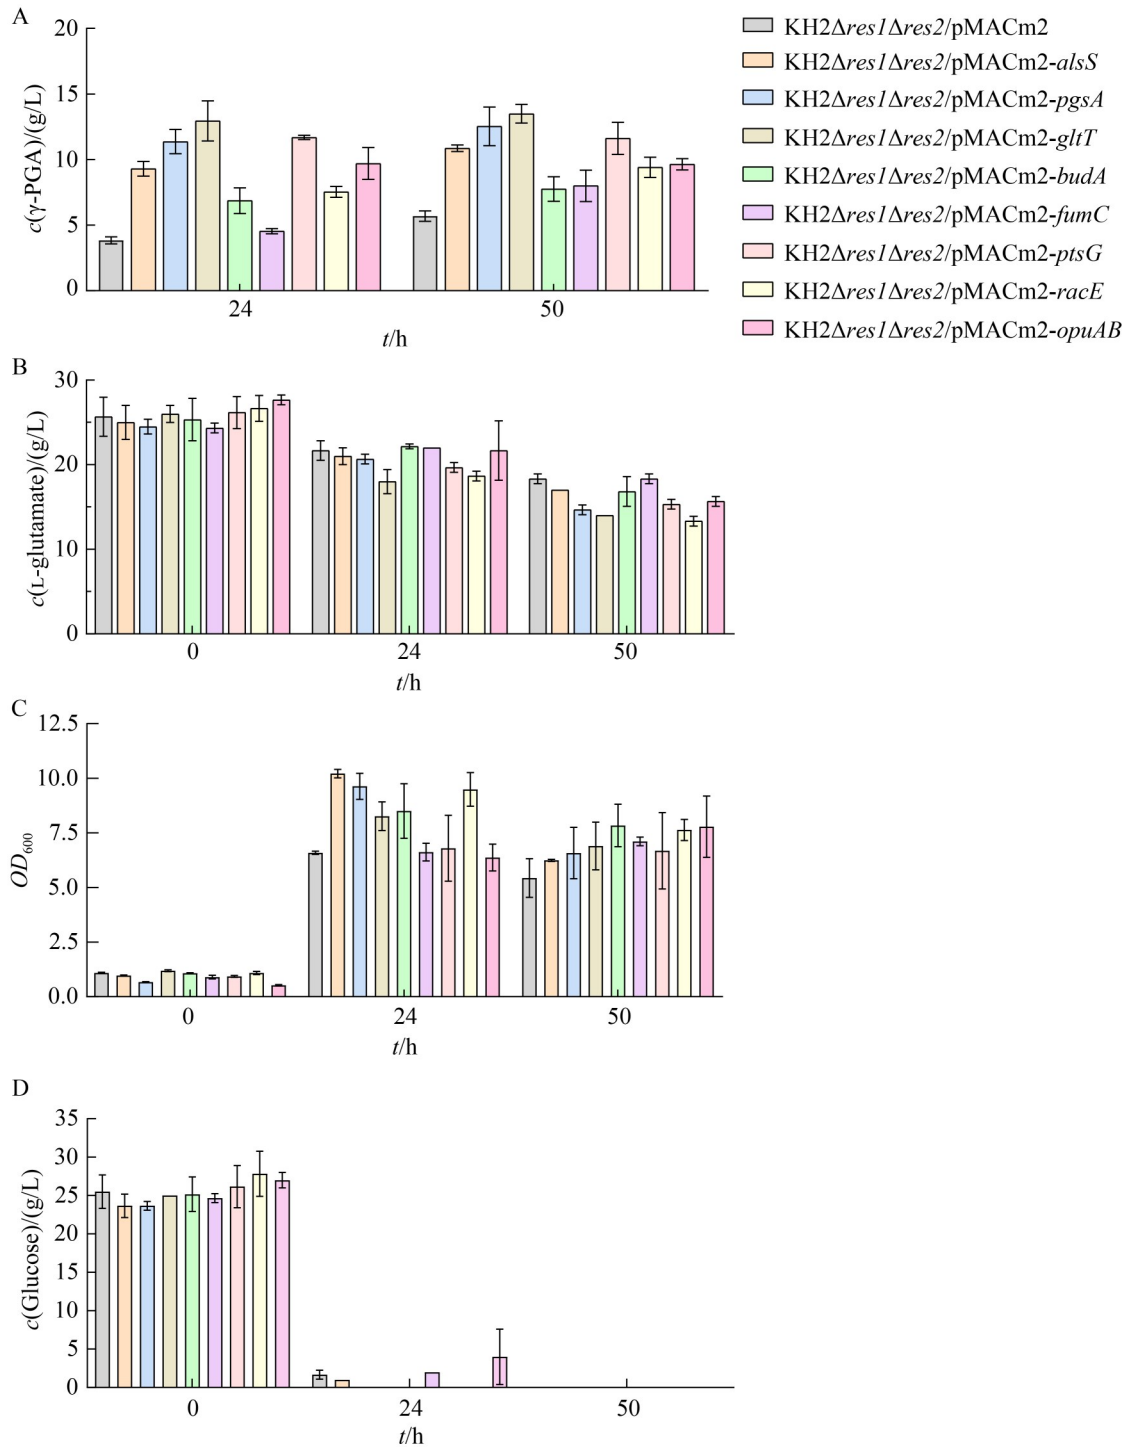 A
20
15
10
5
0
c(γ-PGA)/(g/L)
24
50
t/h
KH2Δres1Δres2/pMACm2
KH2Δres1Δres2/pMACm2-alsS
KH2Δres1Δres2/pMACm2-pgsA
KH2Δres1Δres2/pMACm2-gltT
KH2Δres1Δres2/pMACm2-budA
KH2Δres1Δres2/pMACm2-fumC
KH2Δres1Δres2/pMACm2-ptsG
KH2Δres1Δres2/pMACm2-racE
KH2Δres1Δres2/pMACm2-opuAB
B
30
20
10
0
c(L-glutamate)/(g/L)
0
24
50
t/h
C
12.5
10.0
7.5
5.0
2.5
0.0
OD600
0
24
50
t/h
D
35
30
25
20
15
10
5
0
c(Glucose)/(g/L)
0
24
50
t/h